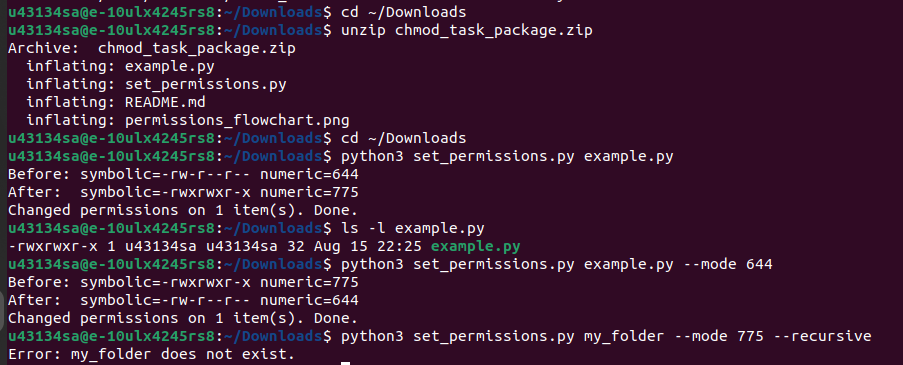 u43134sa@e-10ulx4245rs8:~/Downloads$ cd ~/Downloads
u43134sa@e-10ulx4245rs8:~/Downloads$ unzip chmod_task_package.zip
Archive:  chmod_task_package.zip
  inflating: example.py
  inflating: set_permissions.py
  inflating: README.md
  inflating: permissions_flowchart.png
u43134sa@e-10ulx4245rs8:~/Downloads$ cd ~/Downloads
u43134sa@e-10ulx4245rs8:~/Downloads$ python3 set_permissions.py example.py
Before: symbolic=-rw-r--r-- numeric=644
After:  symbolic=-rwxrwxr-x numeric=775
Changed permissions on 1 item(s). Done.
u43134sa@e-10ulx4245rs8:~/Downloads$ ls -l example.py
-rwxrwxr-x 1 u43134sa u43134sa 32 Aug 15 22:25 example.py
u43134sa@e-10ulx4245rs8:~/Downloads$ python3 set_permissions.py example.py --mode 644
Before: symbolic=-rwxrwxr-x numeric=775
After:  symbolic=-rw-r--r-- numeric=644
Changed permissions on 1 item(s). Done.
u43134sa@e-10ulx4245rs8:~/Downloads$ python3 set_permissions.py my_folder --mode 775 --recursive
Error: my_folder does not exist.